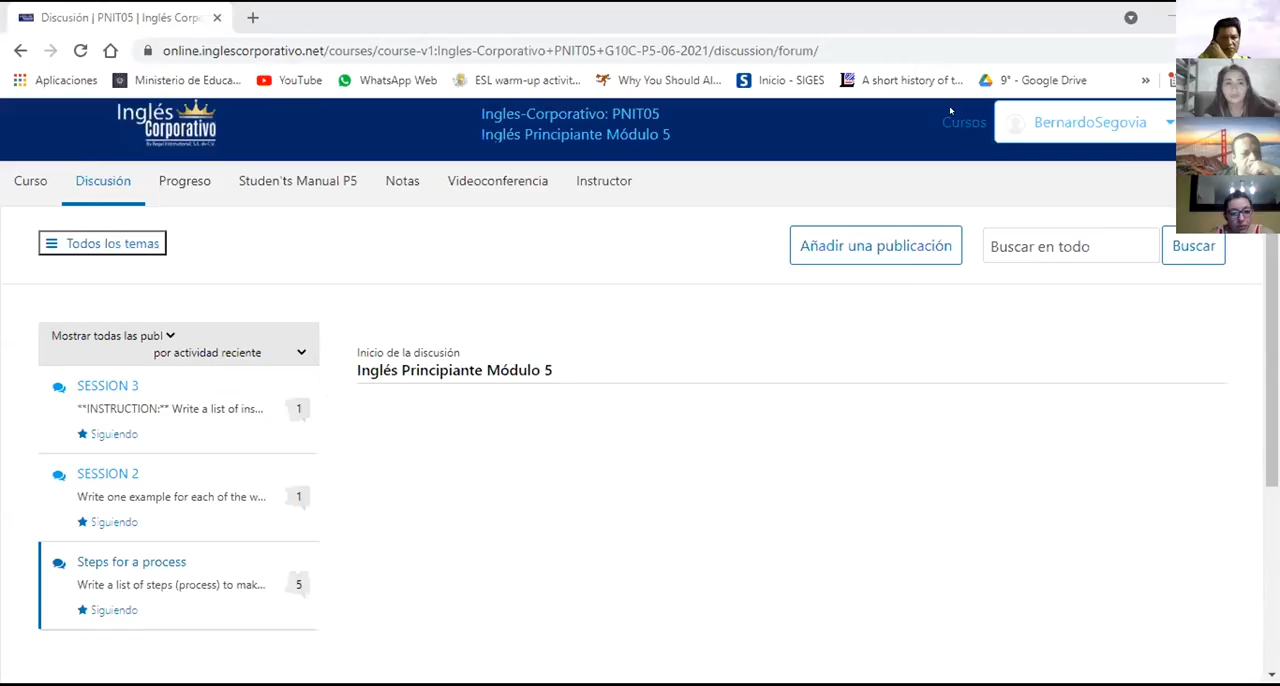 Discusión | PNIT05 | Inglés Corp
online.inglescorporativo.net/courses/course-v1:Ingles-Corporativo+PNIT05+G10C-P5-06-2021/discussion/forum/
Aplicaciones
Ministerio de Educa...
YouTube
WhatsApp Web
ESL warm-up activit...
Why You Should Al...
Inicio - SIGES
A short history of t...
9° - Google Drive
»
Inglés
Corporativo
Ingles-Corporativo: PNIT05
Inglés Principiante Módulo 5
Cursos
BernardoSegovia
Curso
Discusión
Progreso
Studen'ts Manual P5
Notas
Videoconferencia
Instructor
Todos los temas
Añadir una publicación
Buscar en todo
Buscar
Mostrar todas las publ
por actividad reciente
Inicio de la discusión
Inglés Principiante Módulo 5
SESSION 3
**INSTRUCTION:** Write a list of ins...
1
Siguiendo
SESSION 2
Write one example for each of the w...
1
Siguiendo
Steps for a process
Write a list of steps (process) to mak...
5
Siguiendo